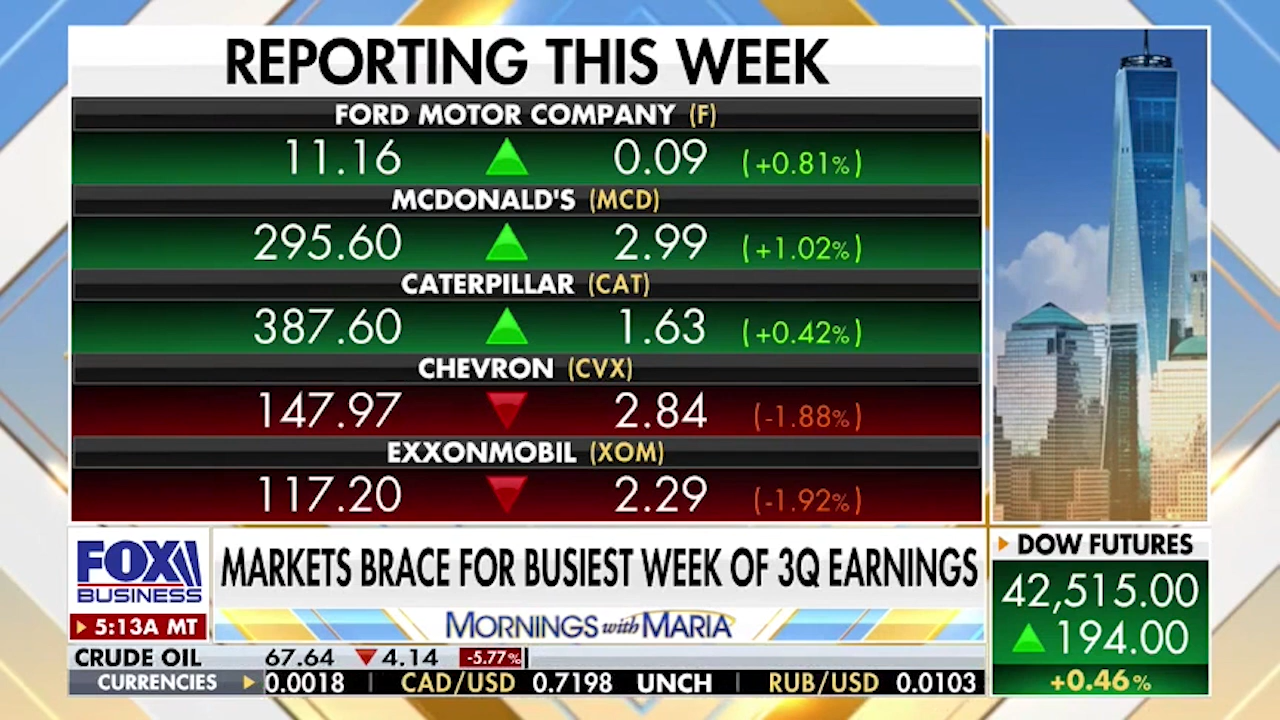 REPORTING THIS WEEK
FORD MOTOR COMPANY (F)
11.16 ▲ 0.09 (+0.81%)
MCDONALD'S (MCD)
295.60 ▲ 2.99 (+1.02%)
CATERPILLAR (CAT)
387.60 ▲ 1.63 (+0.42%)
CHEVRON (CVX)
147.97 ▼ 2.84 (-1.88%)
EXXONMOBIL (XOM)
117.20 ▼ 2.29 (-1.92%)
FOX BUSINESS
5:13A MT
MARKETS BRACE FOR BUSIEST WEEK OF 3Q EARNINGS
MORNINGS with MARIA
DOW FUTURES
42,515.00
▲ 194.00
+0.46%
CRUDE OIL 67.64 ▼ 4.14 -5.77%
CURRENCIES 0.0018 | CAD/USD 0.7198 UNCH | RUB/USD 0.0103